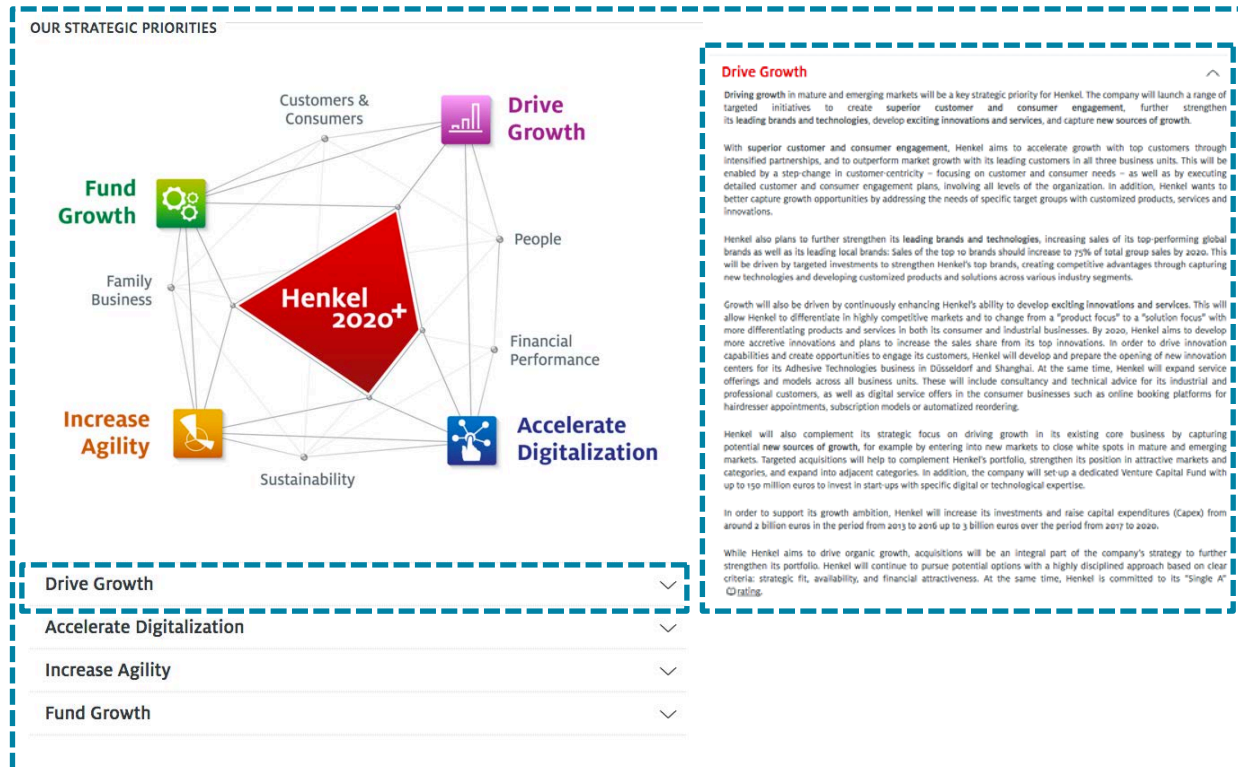 OUR STRATEGIC PRIORITIES
Customers &
Consumers
Drive
Growth
Fund
Growth
People
Family
Business
Henkel
2020+
Financial
Performance
Increase
Agility
Accelerate
Digitalization
Sustainability
Drive Growth
Accelerate Digitalization
Increase Agility
Fund Growth
Drive Growth
Driving growth in mature and emerging markets will be a key strategic priority for Henkel. The company will launch a range of
targeted initiatives to create superior customer and consumer engagement, further strengthen
its leading brands and technologies, develop exciting innovations and services, and capture new sources of growth.
With superior customer and consumer engagement, Henkel aims to accelerate growth with top customers through
intensified partnerships, and to outperform market growth with its leading customers in all three business units. This will be
enabled by a step-change in customer-centricity – focusing on customer and consumer needs – as well as by executing
detailed customer and consumer engagement plans, involving all levels of the organization. In addition, Henkel wants to
better capture growth opportunities by addressing the needs of specific target groups with customized products, services and
innovations.
Henkel also plans to further strengthen its leading brands and technologies, increasing sales of its top-performing global
brands as well as its leading local brands: Sales of the top 10 brands should increase to 75% of total group sales by 2020. This
will be driven by targeted investments to strengthen Henkel's top brands, creating competitive advantages through capturing
new technologies and developing customized products and solutions across various industry segments.
Growth will also be driven by continuously enhancing Henkel's ability to develop exciting innovations and services. This will
allow Henkel to differentiate in highly competitive markets and to change from a "product focus" to a "solution focus" with
more differentiating products and services in both its consumer and industrial businesses. By 2020, Henkel aims to develop
more accretive innovations and plans to increase the sales share from its top innovations. In order to drive innovation
capabilities and create opportunities to engage its customers, Henkel will develop and prepare the opening of new innovation
centers for its Adhesive Technologies business in Düsseldorf and Shanghai. At the same time, Henkel will expand service
offerings and models across all business units. These will include consultancy and technical advice for its industrial and
professional customers, as well as digital service offers in the consumer businesses such as online booking platforms for
hairdresser appointments, subscription models or automatized reordering.
Henkel will also complement its strategic focus on driving growth in its existing core business by capturing
potential new sources of growth, for example by entering into new markets to close white spots in mature and emerging
markets. Targeted acquisitions will help to complement Henkel's portfolio, strengthen its position in attractive markets and
categories, and expand into adjacent categories. In addition, the company will set-up a dedicated Venture Capital Fund with
up to 150 million euros to invest in start-ups with specific digital or technological expertise.
In order to support its growth ambition, Henkel will increase its investments and raise capital expenditures (Capex) from
around 2 billion euros in the period from 2013 to 2016 up to 3 billion euros over the period from 2017 to 2020.
While Henkel aims to drive organic growth, acquisitions will be an integral part of the company's strategy to further
strengthen its portfolio. Henkel will continue to pursue potential options with a highly disciplined approach based on clear
criteria: strategic fit, availability, and financial attractiveness. At the same time, Henkel is committed to its "Single A"
rating.